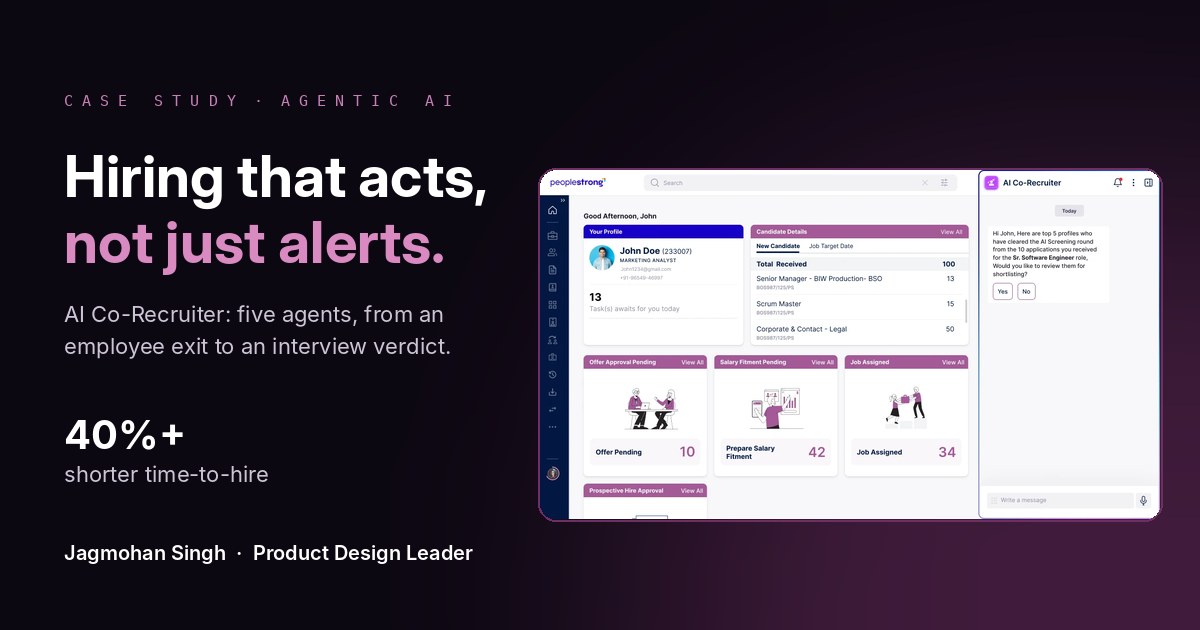 CASE STUDY · AGENTIC AI
Hiring that acts,
not just alerts.
AI Co-Recruiter: five agents, from an
employee exit to an interview verdict.
40%+
shorter time-to-hire
Jagmohan Singh · Product Design Leader
peoplestrong
Search
Good Afternoon, John
Your Profile
John Doe (233007)
MARKETING ANALYST
John1234@gmail.com
13
Task(s) awaits for you today
Candidate Details View All
New Candidate Job Target Date
Total Received 100
Senior Manager - BIW Production- BSO 13
Scrum Master 15
Corporate & Contact - Legal 50
Offer Approval Pending View All
Offer Pending 10
Salary Fitment Pending View All
Prepare Salary
Fitment 42
Job Assigned View All
Job Assigned 34
Prospective Hire Approval View All
AI Co-Recruiter
Today
Hi John, Here are top 5 profiles who
have cleared the AI Screening round
from the 10 applications you received
for the Sr. Software Engineer role,
Would you like to review them for
shortlisting?
Yes No
Write a message